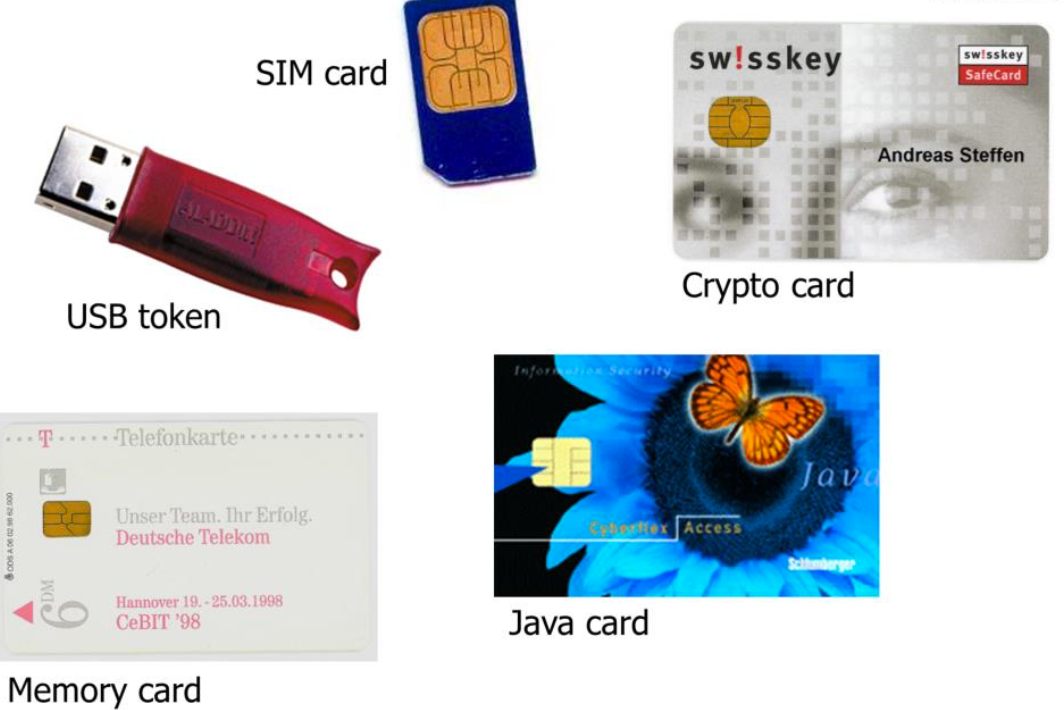 SIM card
sw!sskey
sw!sskey
SafeCard
Andreas Steffen
Crypto card
ALADDIN
USB token
Information Security
Java
Cyberflex Access
Schlumberger
Java card
T Telefonkarte
Unser Team. Ihr Erfolg.
Deutsche Telekom
6 DM
Hannover 19. - 25.03.1998
CeBIT '98
Memory card